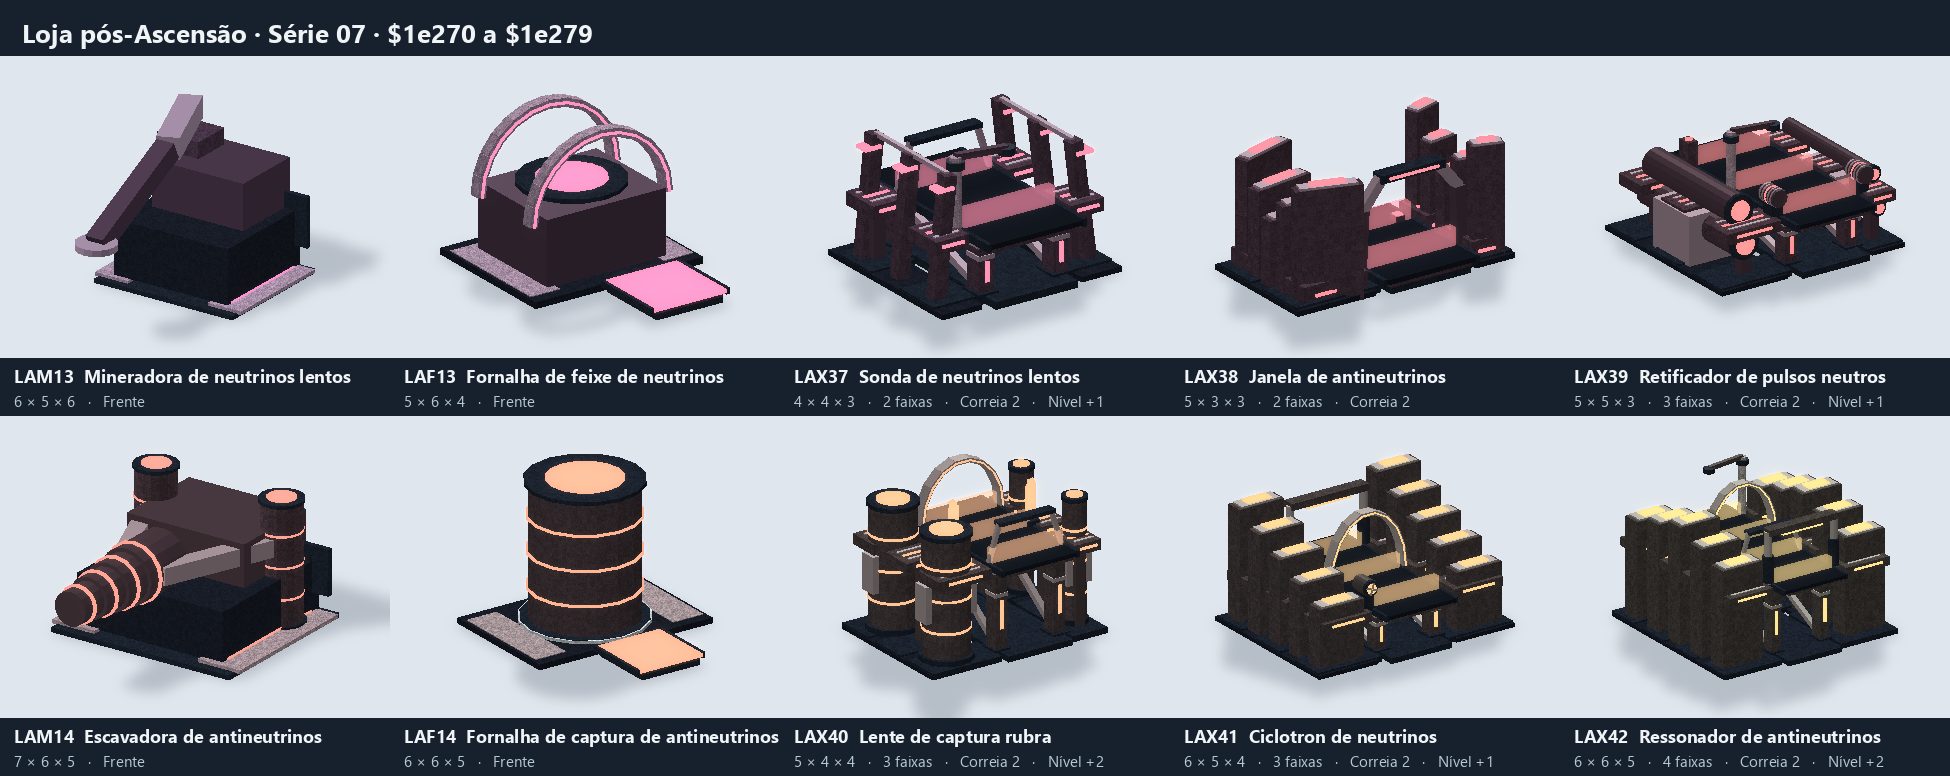 Loja pós-Ascensão · Série 07 · $1e270 a $1e279
LAM13 Mineradora de neutrinos lentos
6 × 5 × 6 · Frente
LAF13 Fornalha de feixe de neutrinos
5 × 6 × 4 · Frente
LAX37 Sonda de neutrinos lentos
4 × 4 × 3 · 2 faixas · Correia 2 · Nível +1
LAX38 Janela de antineutrinos
5 × 3 × 3 · 2 faixas · Correia 2
LAX39 Retificador de pulsos neutros
5 × 5 × 3 · 3 faixas · Correia 2 · Nível +1
LAM14 Escavadora de antineutrinos
7 × 6 × 5 · Frente
LAF14 Fornalha de captura de antineutrinos
6 × 6 × 5 · Frente
LAX40 Lente de captura rubra
5 × 4 × 4 · 3 faixas · Correia 2 · Nível +2
LAX41 Ciclotron de neutrinos
6 × 5 × 4 · 3 faixas · Correia 2 · Nível +1
LAX42 Ressonador de antineutrinos
6 × 6 × 5 · 4 faixas · Correia 2 · Nível +2